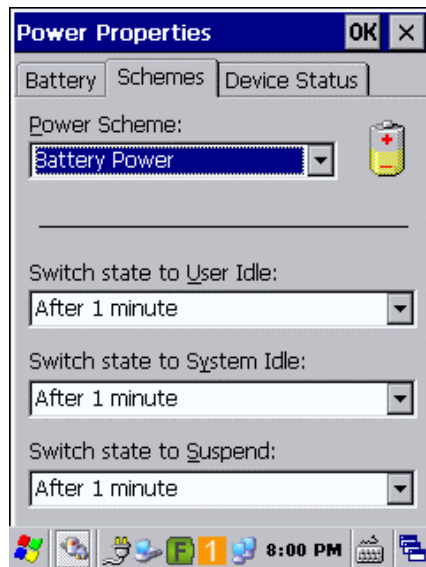 Power Properties OK ×
Battery Schemes Device Status
Power Scheme:
Battery Power
Switch state to User Idle:
After 1 minute
Switch state to System Idle:
After 1 minute
Switch state to Suspend:
After 1 minute
F 1 8:00 PM